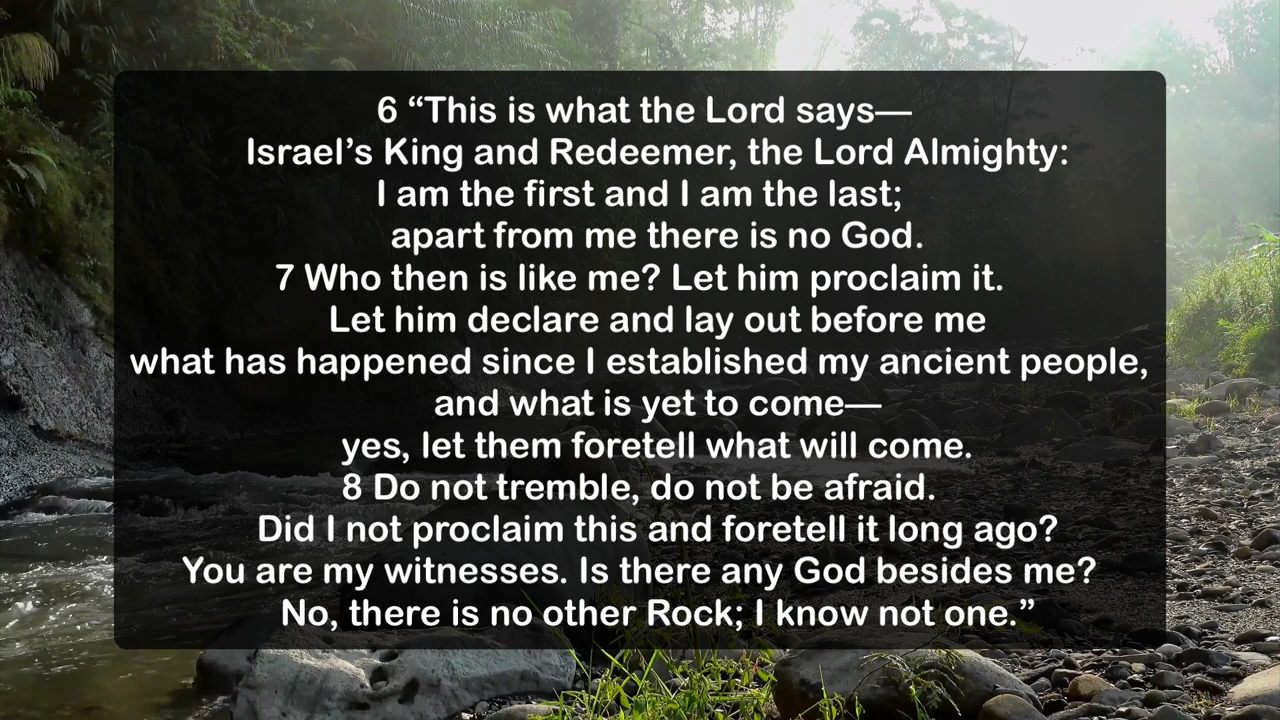 6 “This is what the Lord says—
Israel’s King and Redeemer, the Lord Almighty:
I am the first and I am the last;
apart from me there is no God.
7 Who then is like me? Let him proclaim it.
Let him declare and lay out before me
what has happened since I established my ancient people,
and what is yet to come—
yes, let them foretell what will come.
8 Do not tremble, do not be afraid.
Did I not proclaim this and foretell it long ago?
You are my witnesses. Is there any God besides me?
No, there is no other Rock; I know not one.”